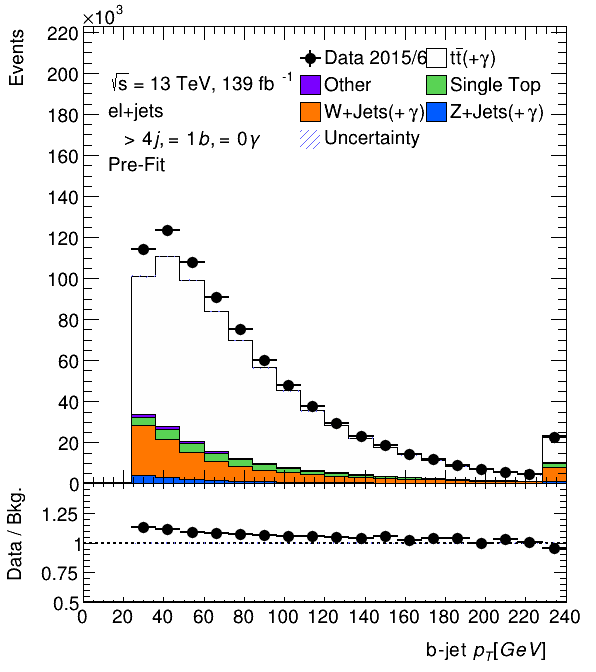 ×10³
Events
220
200
180
160
140
120
100
80
60
40
20
0
√s = 13 TeV, 139 fb⁻¹
el+jets
> 4j, = 1b, = 0γ
Pre-Fit
Data 2015/6
tt̄(+γ)
Other
Single Top
W+Jets(+γ)
Z+Jets(+γ)
Uncertainty
Data / Bkg.
1.25
1
0.75
0.5
0 20 40 60 80 100 120 140 160 180 200 220 240
b-jet p_T[GeV]